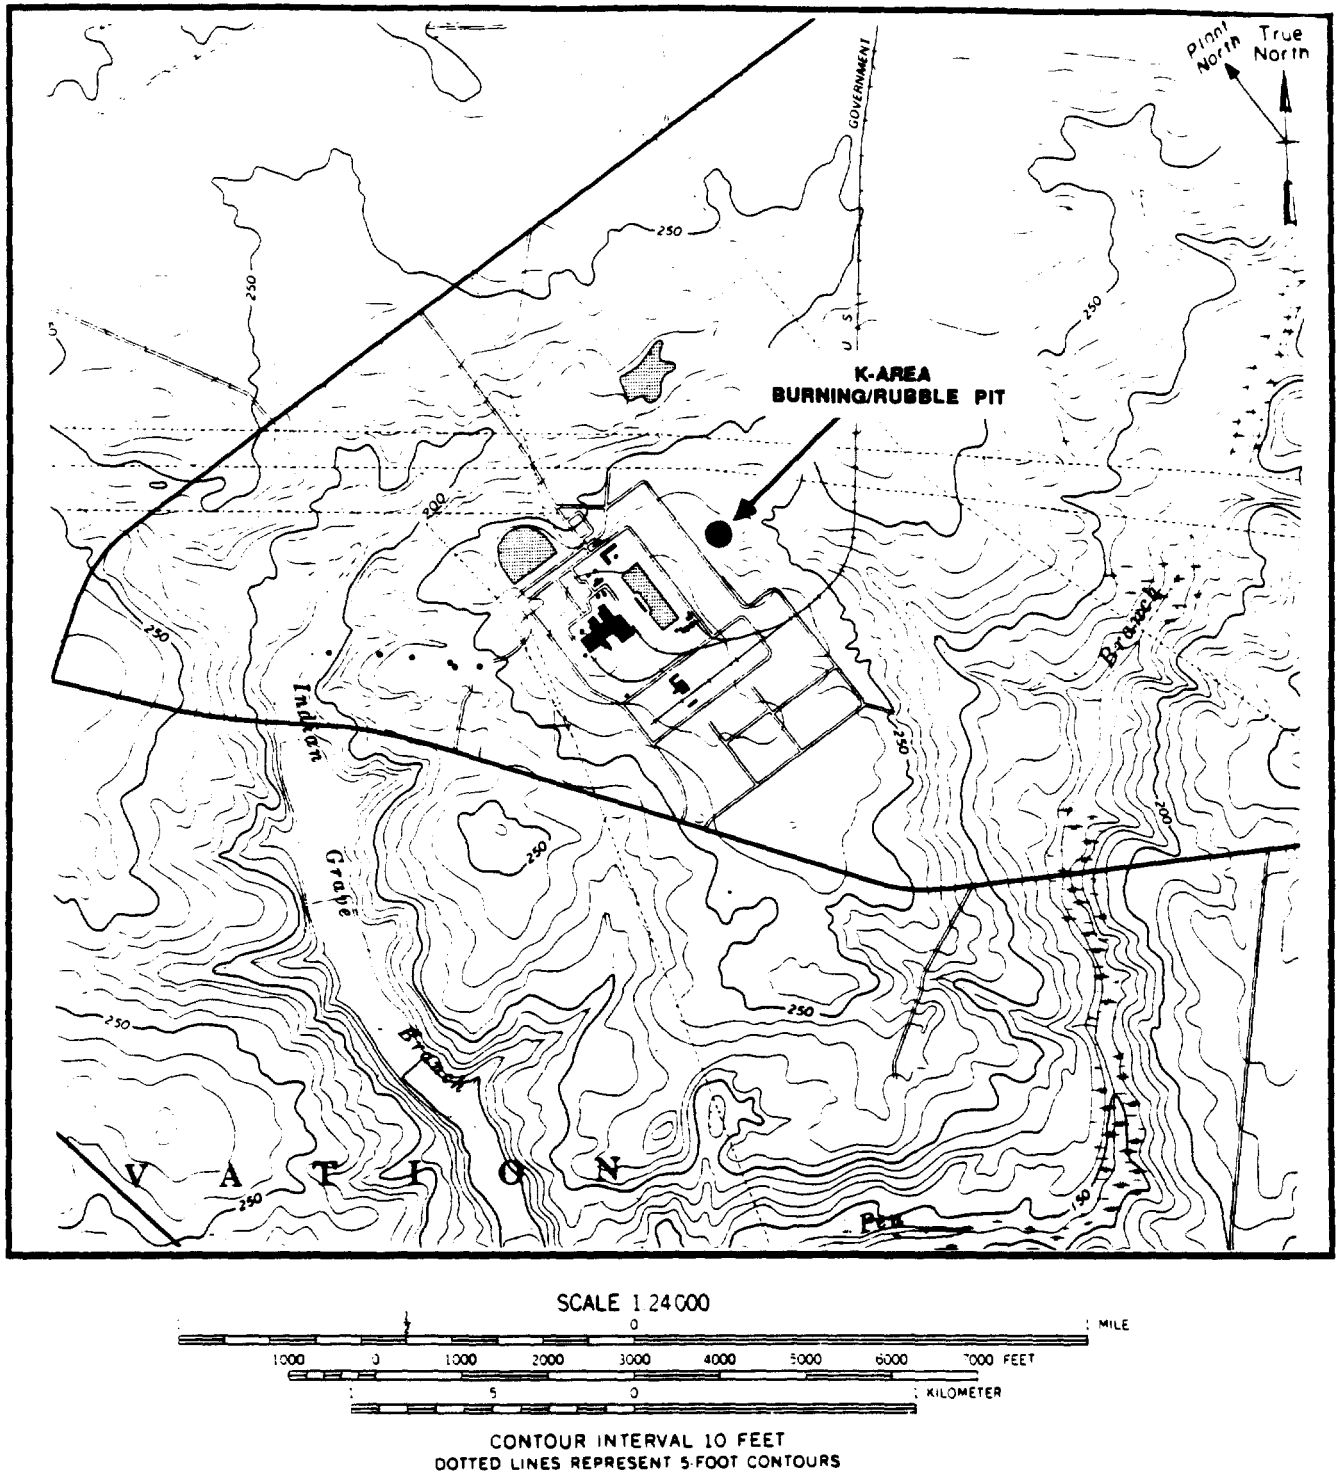 Plant
North
True
North
GOVERNMENT
250
250
250
U S
K-AREA
BURNING/RUBBLE PIT
200
250
Branch
Indian
250
200
250
Grape
250
250
Branch
V A T I O N
250
150
Pen
SCALE 1:24000
1/2 0 1 MILE
1000 0 1000 2000 3000 4000 5000 6000 7000 FEET
1 5 0 1 KILOMETER
CONTOUR INTERVAL 10 FEET
DOTTED LINES REPRESENT 5-FOOT CONTOURS